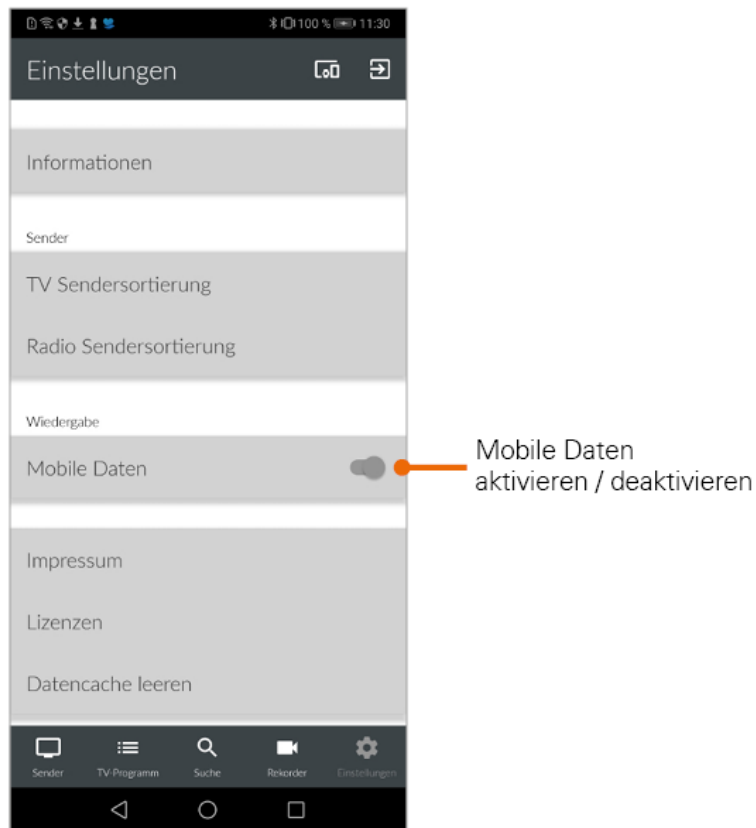 100 % 11:30
Einstellungen
Informationen
Sender
TV Sendersortierung
Radio Sendersortierung
Wiedergabe
Mobile Daten
Mobile Daten
aktivieren / deaktivieren
Impressum
Lizenzen
Datencache leeren
Sender TV-Programm Suche Rekorder Einstellungen